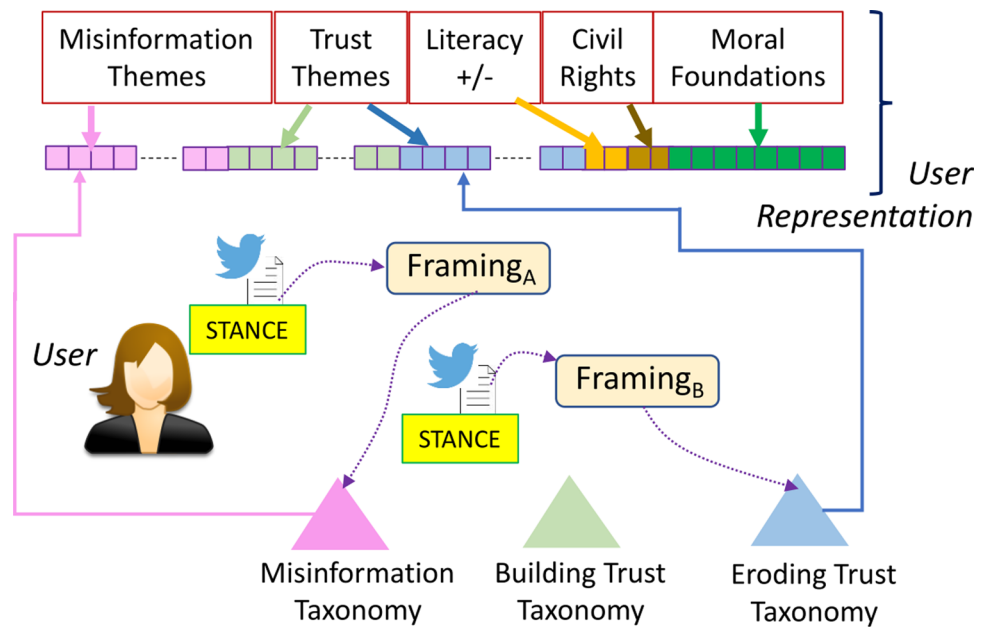 Misinformation
Themes
Trust
Themes
Literacy
+/-
Civil
Rights
Moral
Foundations
User
Representation
FramingA
STANCE
User
FramingB
STANCE
Misinformation
Taxonomy
Building Trust
Taxonomy
Eroding Trust
Taxonomy